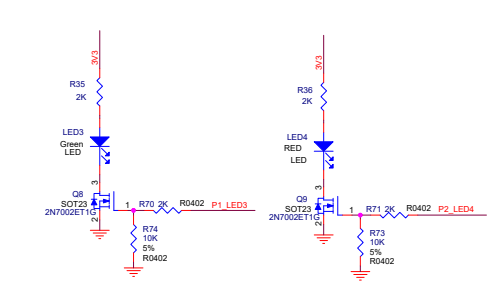 3V3
R35
2K
LED3
Green
LED
3
Q8
SOT23
2N7002ET1G
2
1
R70 2K
R0402
P1_LED3
R74
10K
5%
R0402
3V3
R36
2K
LED4
RED
LED
3
Q9
SOT23
2N7002ET1G
2
1
R71 2K
R0402
P2_LED4
R73
10K
5%
R0402